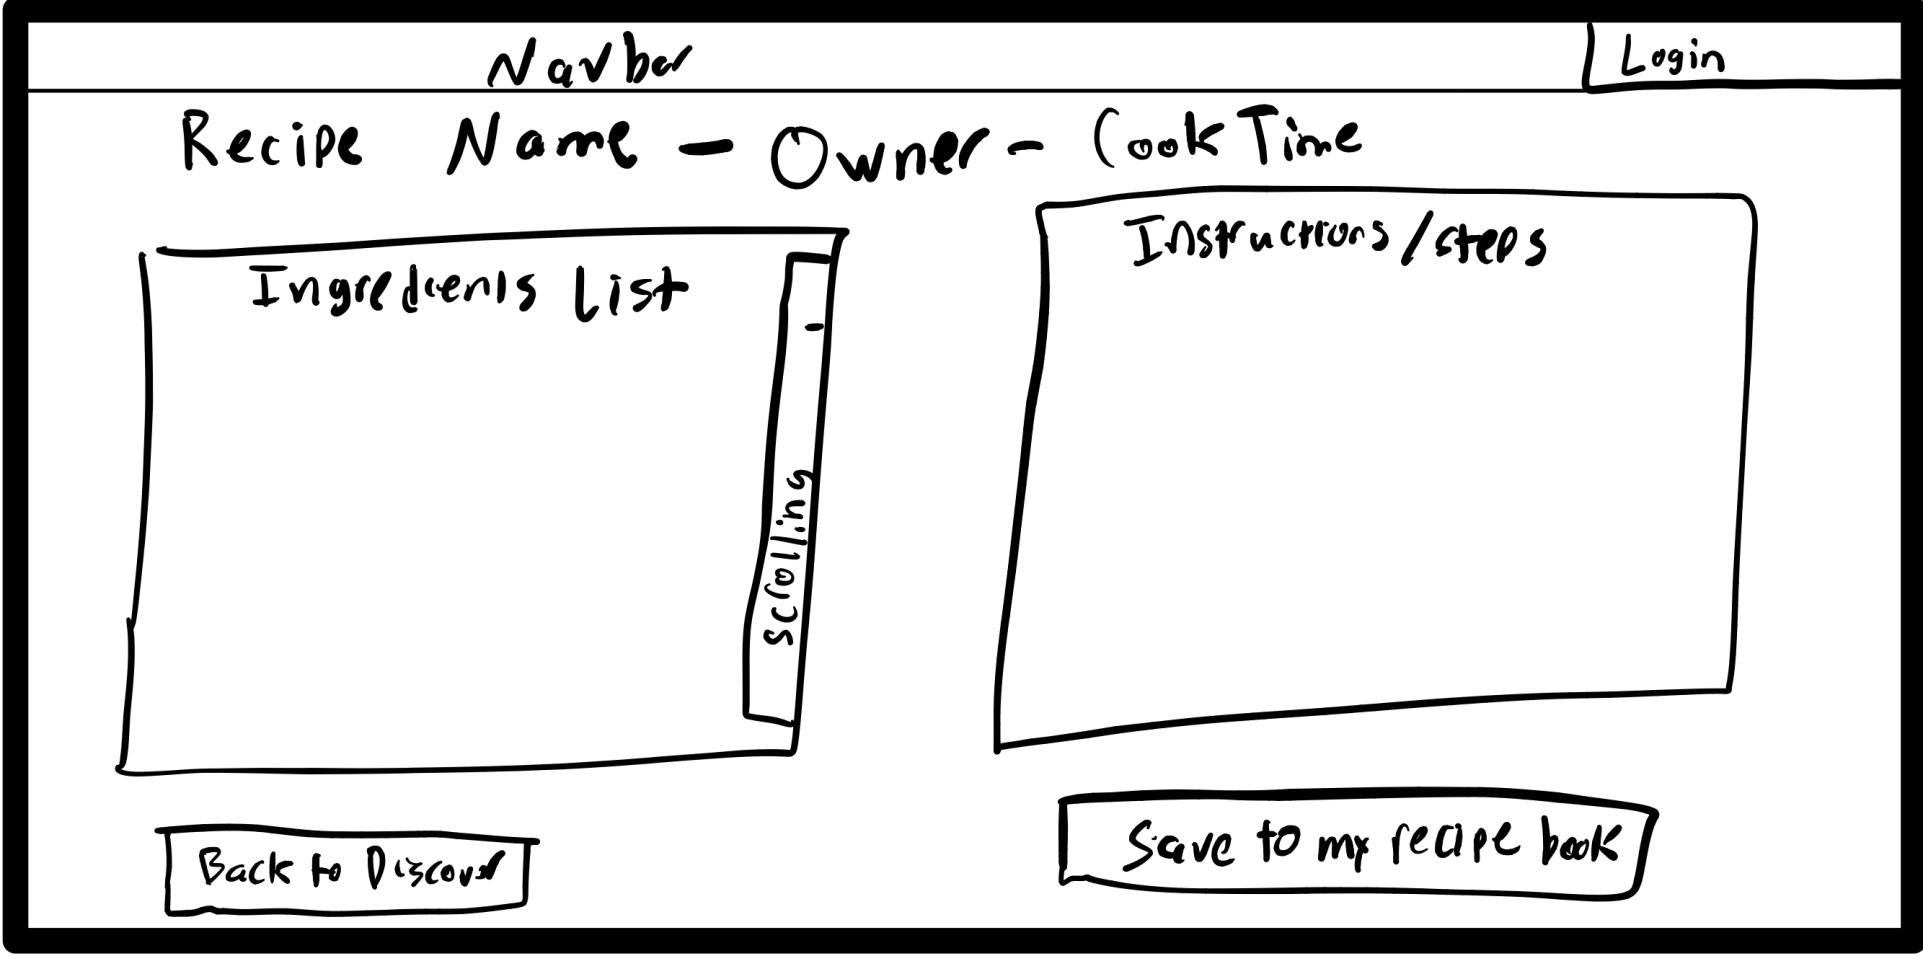 Navbar
Login
Recipe Name - Owner - Cook Time
Ingredients List
Instructions/steps
scrolling
Back to Discover
Save to my recipe book